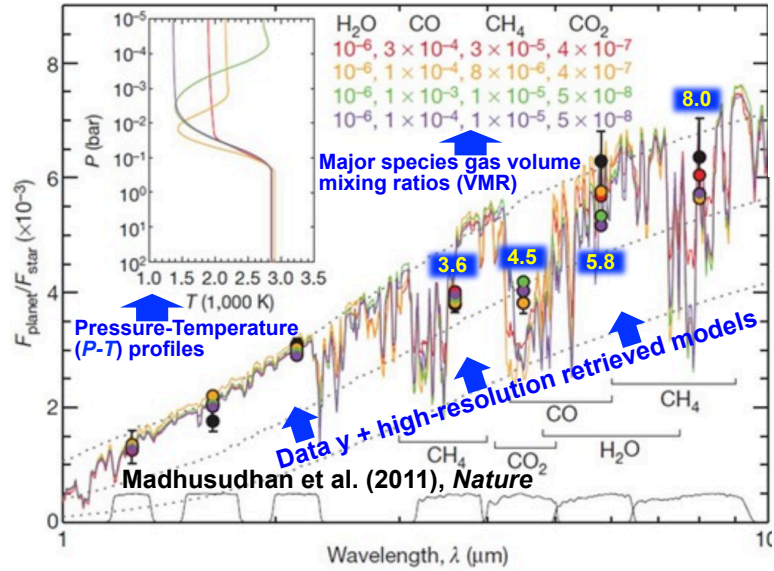 H₂O CO CH₄ CO₂
10⁻⁶, 3 × 10⁻⁴, 3 × 10⁻⁵, 4 × 10⁻⁷
10⁻⁶, 1 × 10⁻⁴, 8 × 10⁻⁶, 4 × 10⁻⁷
10⁻⁶, 1 × 10⁻³, 1 × 10⁻⁵, 5 × 10⁻⁸
10⁻⁶, 1 × 10⁻⁴, 1 × 10⁻⁵, 5 × 10⁻⁸
Major species gas volume
mixing ratios (VMR)
P (bar)
10⁻⁵
10⁻⁴
10⁻³
10⁻²
10⁻¹
10⁰
10¹
10²
1.0 1.5 2.0 2.5 3.0 3.5
T (1,000 K)
Pressure-Temperature
(P-T) profiles
8.0
3.6
4.5
5.8
Data y + high-resolution retrieved models
CO
CH₄
CH₄
CO₂
H₂O
Madhusudhan et al. (2011), Nature
F planet/F star (×10⁻³)
8
6
4
2
0
1
10
Wavelength, λ (μm)